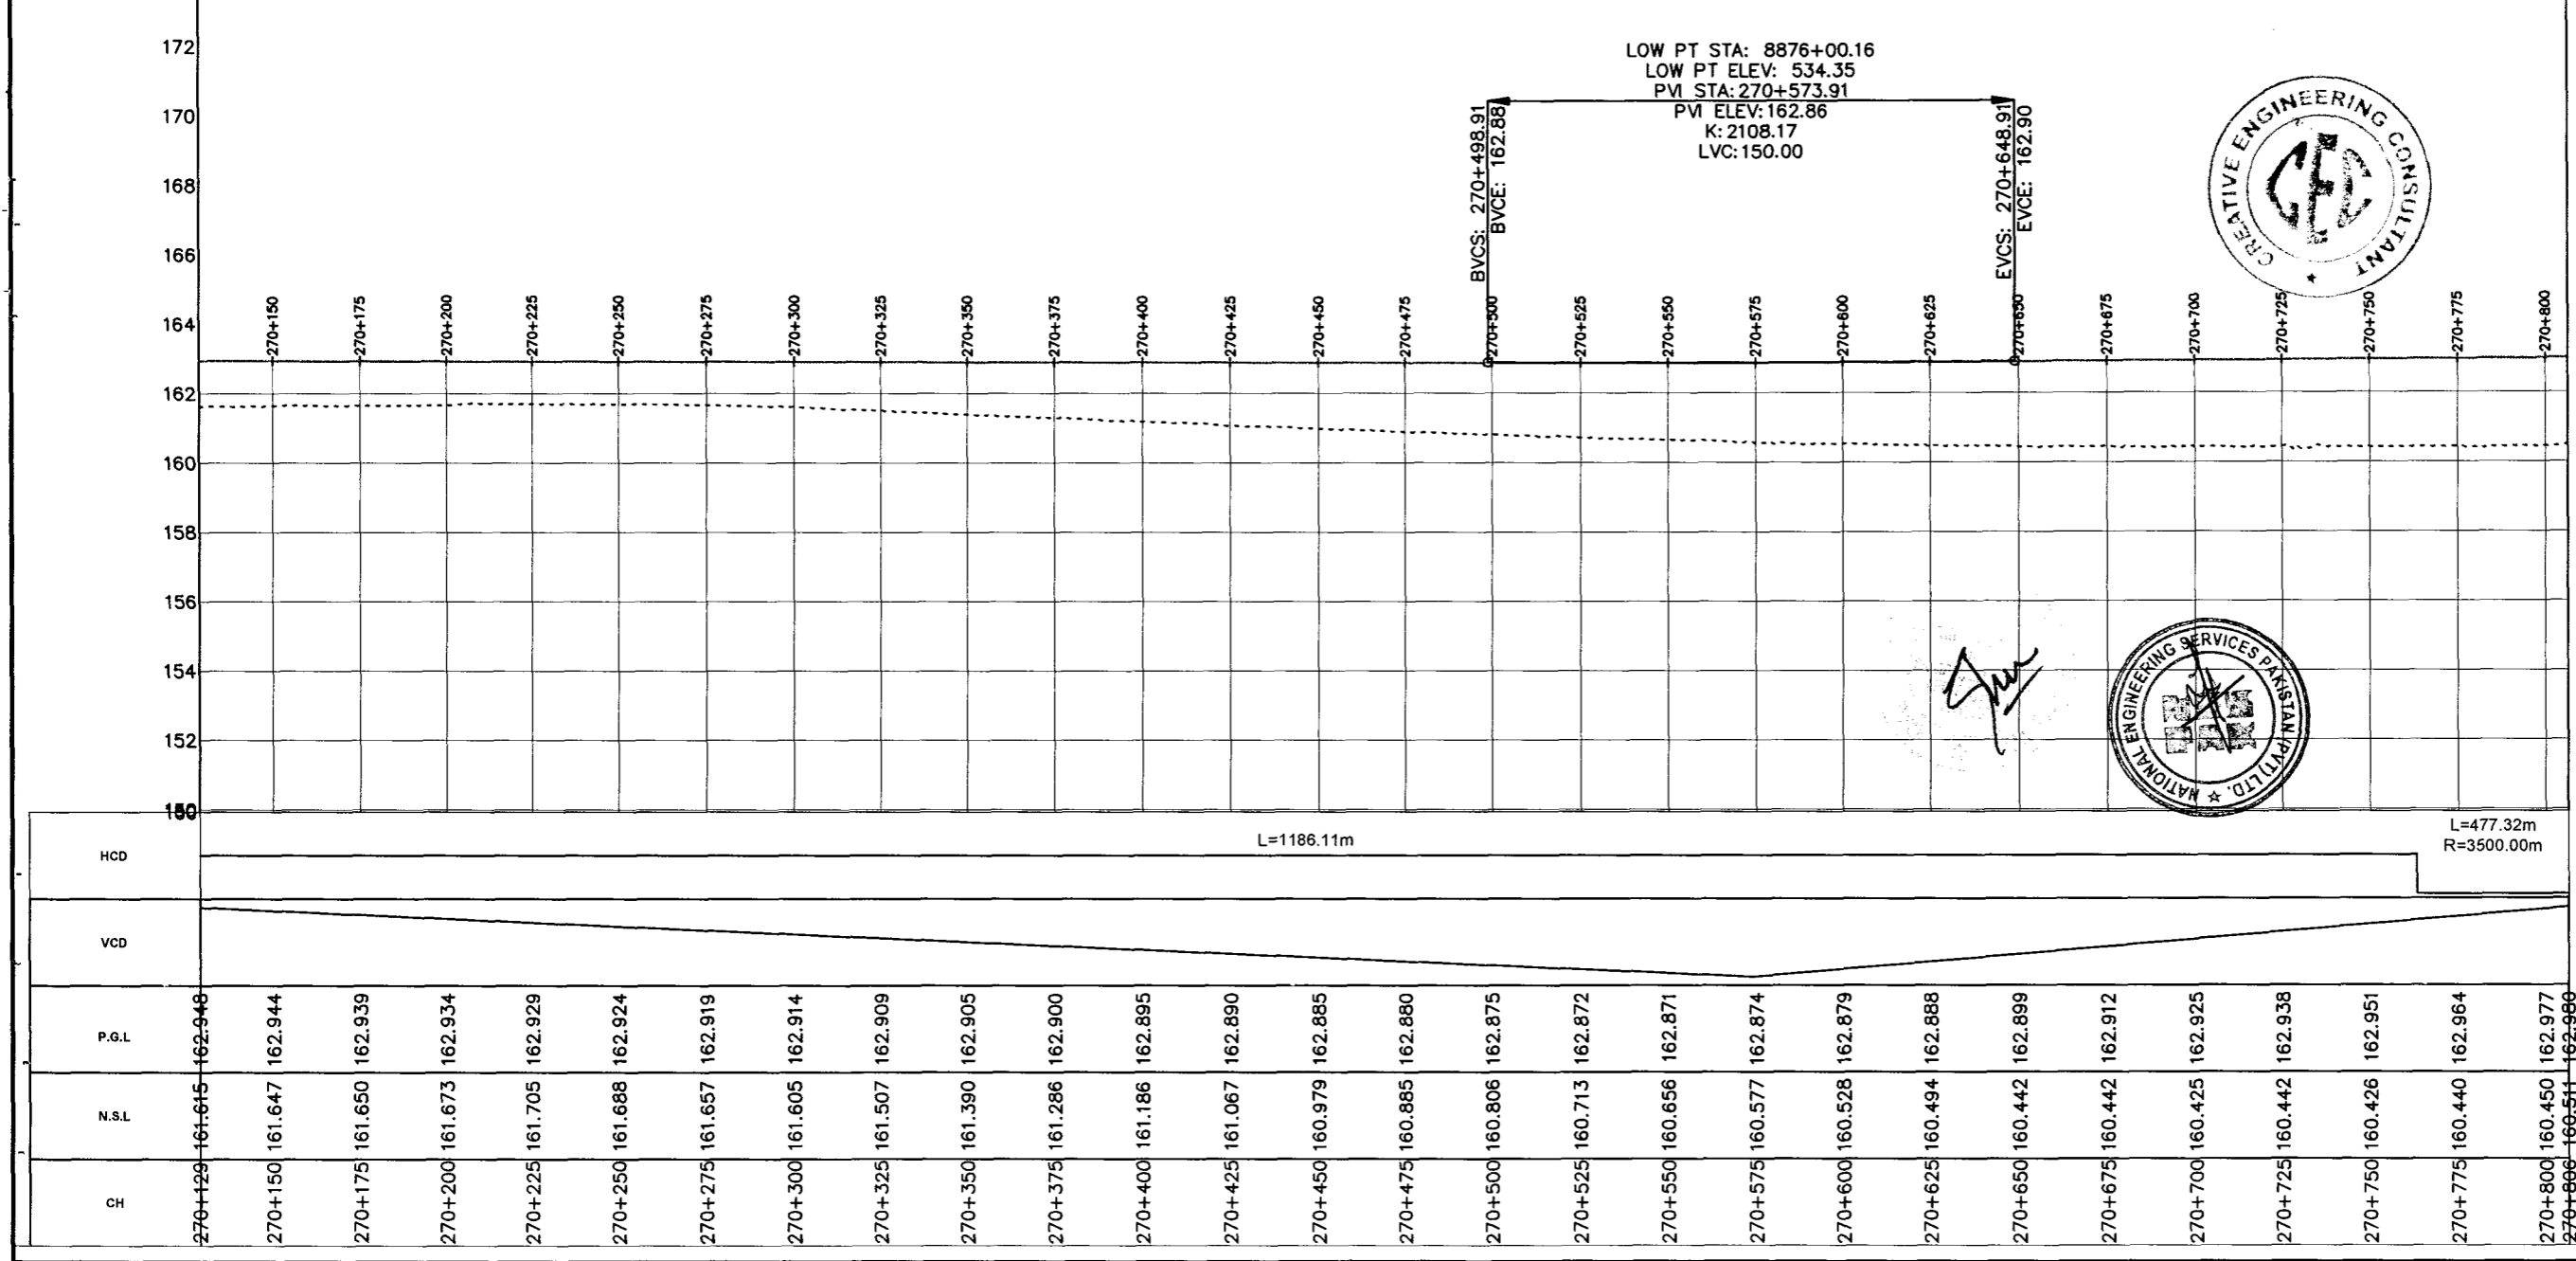 LOW PT STA: 8876+00.16
LOW PT ELEV: 534.35
PVI STA:270+573.91
PVI ELEV:162.86
K:2108.17
LVC:150.00
BVCS: 270+498.91
BVCE: 162.88
EVCS: 270+648.91
EVCE: 162.90
CREATIVE ENGINEERING CONSULTANT
CEC
172
170
168
166
164
162
160
158
156
154
152
150
270+150 270+175 270+200 270+225 270+250 270+275 270+300 270+325 270+350 270+375 270+400 270+425 270+450 270+475 270+500 270+525 270+550 270+575 270+600 270+625 270+650 270+675 270+700 270+725 270+750 270+775 270+800
NATIONAL ENGINEERING SERVICES PAKISTAN (PVT) LTD.
HCD
L=1186.11m
L=477.32m
R=3500.00m
VCD
P.G.L 162.948 162.944 162.939 162.934 162.929 162.924 162.919 162.914 162.909 162.905 162.900 162.895 162.890 162.885 162.880 162.875 162.872 162.871 162.874 162.879 162.888 162.899 162.912 162.925 162.938 162.951 162.964 162.977 162.980
N.S.L 161.615 161.647 161.650 161.673 161.705 161.688 161.657 161.605 161.507 161.390 161.286 161.186 161.067 160.979 160.885 160.806 160.713 160.656 160.577 160.528 160.494 160.442 160.442 160.425 160.442 160.426 160.440 160.450 160.511
CH 270+129 270+150 270+175 270+200 270+225 270+250 270+275 270+300 270+325 270+350 270+375 270+400 270+425 270+450 270+475 270+500 270+525 270+550 270+575 270+600 270+625 270+650 270+675 270+700 270+725 270+750 270+775 270+800 270+806